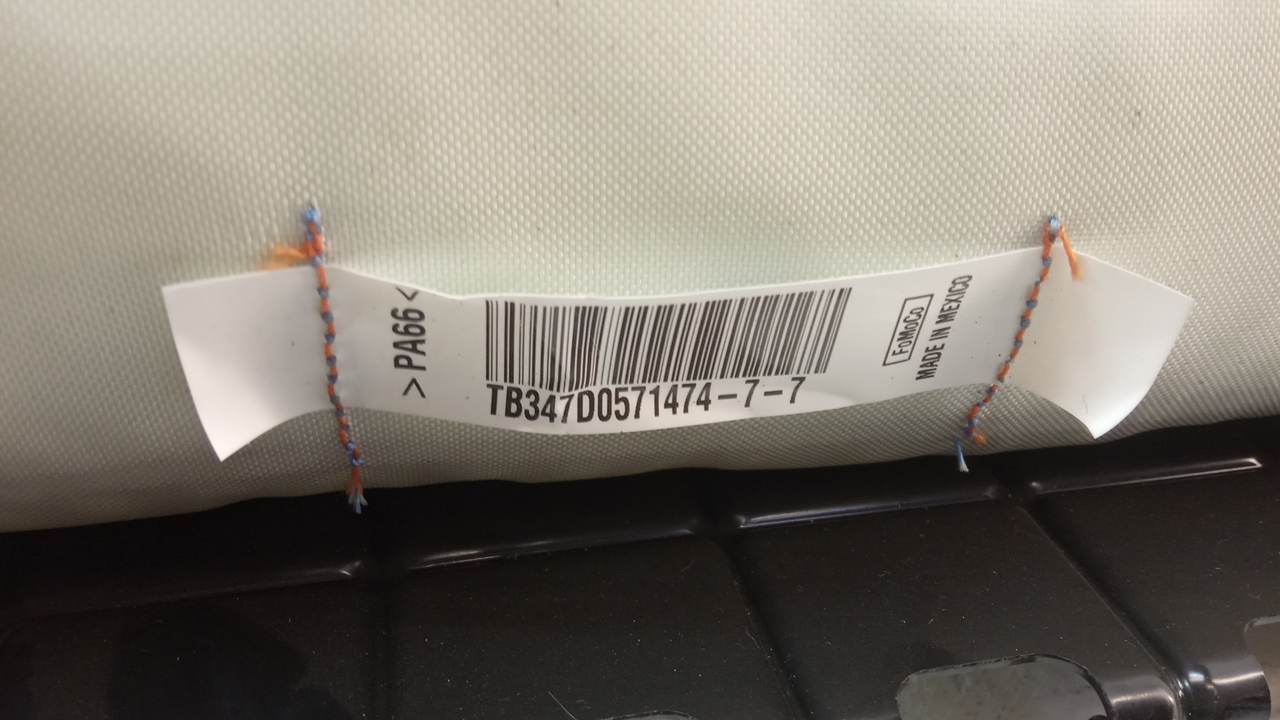 > PA66 <
TB347D0571474-7-7
FoMoCo
MADE IN MEXICO